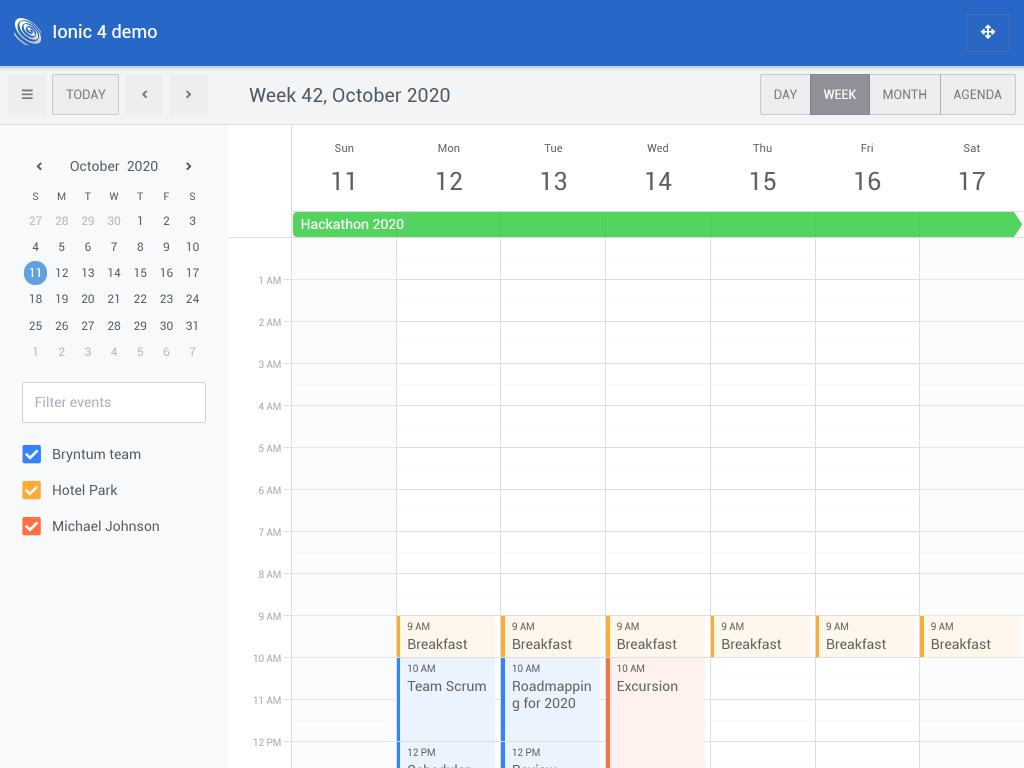 Ionic 4 demo
TODAY
Week 42, October 2020
DAY WEEK MONTH AGENDA
October 2020
S M T W T F S
27 28 29 30 1 2 3
4 5 6 7 8 9 10
11 12 13 14 15 16 17
18 19 20 21 22 23 24
25 26 27 28 29 30 31
1 2 3 4 5 6 7
Filter events
Bryntum team
Hotel Park
Michael Johnson
Sun Mon Tue Wed Thu Fri Sat
11 12 13 14 15 16 17
Hackathon 2020
1 AM
2 AM
3 AM
4 AM
5 AM
6 AM
7 AM
8 AM
9 AM
10 AM
11 AM
12 PM
9 AM
Breakfast
10 AM
Team Scrum
12 PM
9 AM
Breakfast
10 AM
Roadmappin
g for 2020
12 PM
9 AM
Breakfast
10 AM
Excursion
9 AM
Breakfast
9 AM
Breakfast
9 AM
Breakfast